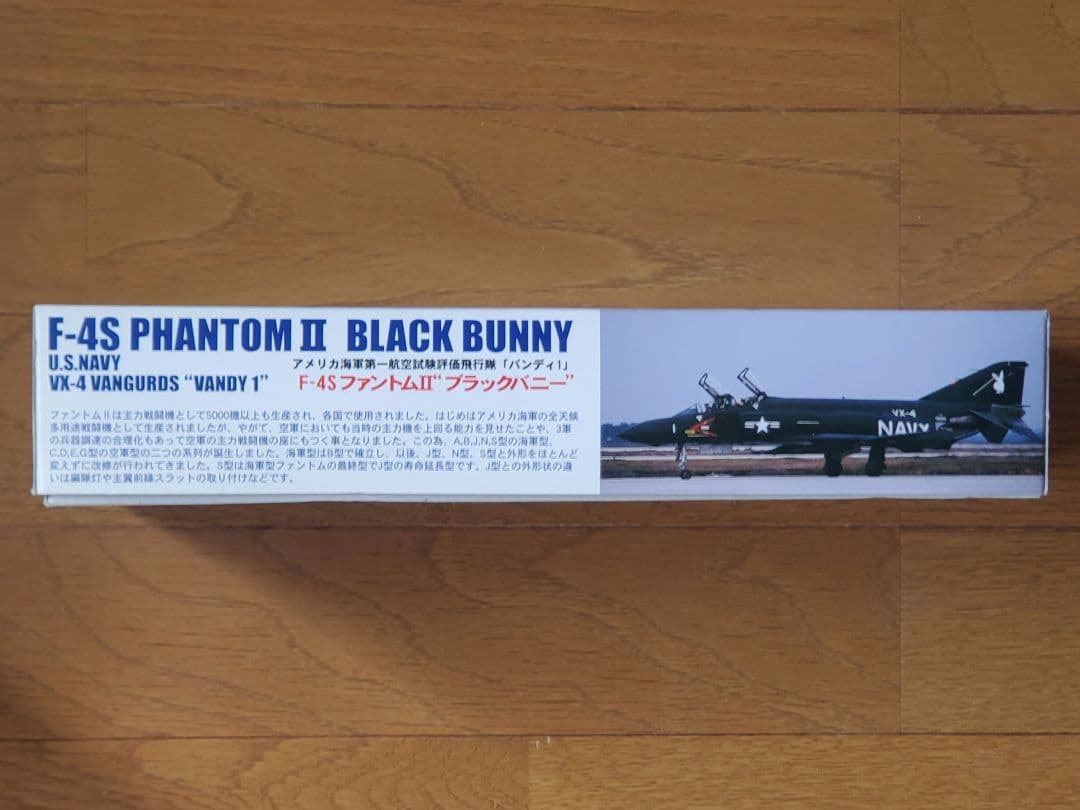 F-4S PHANTOM II BLACK BUNNY
U.S.NAVY
VX-4 VANGURDS “VANDY 1”
アメリカ海軍第一航空試験評価飛行隊「バンディ1」
F-4SファントムII“ブラックバニー”
ファントムIIは主力戦闘機として5000機以上も生産され、各国で使用されました。はじめはアメリカ海軍の全天候
多用途戦闘機として生産されましたが、やがて、空軍においても当時の主力機を上回る能力を見せたことや、3軍
の兵器調達の合理化もあって空軍の主力戦闘機の座にもつく事となりました。この為、A,B,J,N,S型の海軍型、
C,D,E,G型の空軍型の二つの系列が誕生しました。海軍型はB型で確立し、以後、J型、N型、S型と外形をほとんど
変えずに改修が行われてきました。S型は海軍型ファントムの最終型でJ型の寿命延長型です。J型との外形状の違
いは編隊灯や主翼前縁スラットの取り付けなどです。
VX-4
NAVY
1